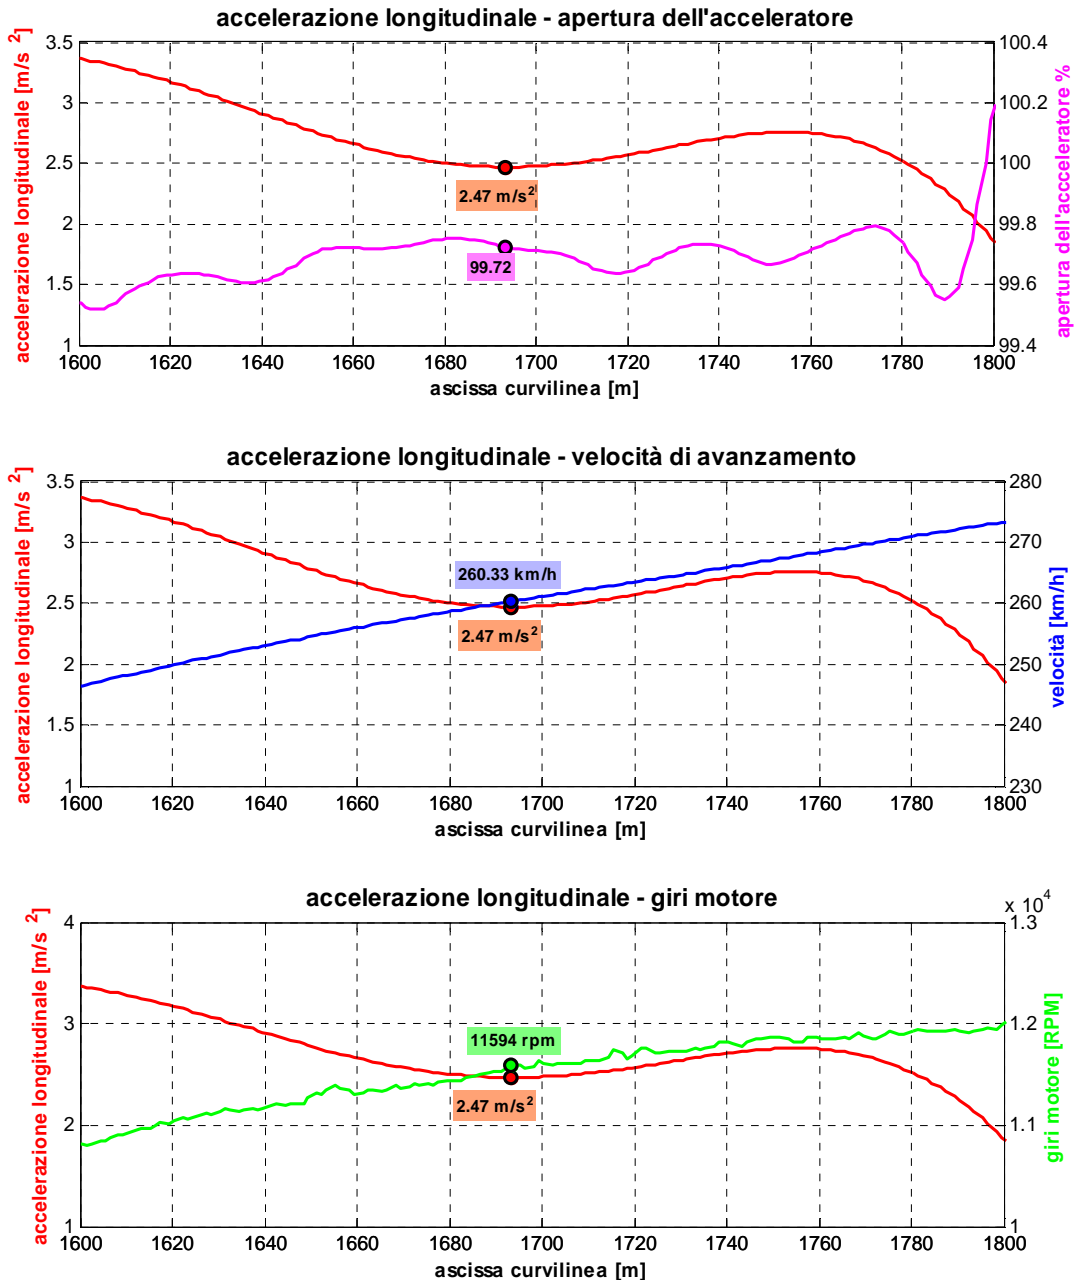 accelerazione longitudinale - apertura dell'acceleratore
accelerazione longitudinale [m/s 2]
3.5
3
2.5
2
1.5
1
100.4
100.2
100
99.8
99.6
99.4
apertura dell'accceleratore %
2.47 m/s2
99.72
1600 1620 1640 1660 1680 1700 1720 1740 1760 1780 1800
ascissa curvilinea [m]
accelerazione longitudinale - velocità di avanzamento
accelerazione longitudinale [m/s 2]
3.5
3
2.5
2
1.5
1
280
270
260
250
240
230
velocità [km/h]
260.33 km/h
2.47 m/s2
1600 1620 1640 1660 1680 1700 1720 1740 1760 1780 1800
ascissa curvilinea [m]
accelerazione longitudinale - giri motore
x 10 4
accelerazione longitudinale [m/s 2]
4
3
2
1
1.3
1.2
1.1
1
giri motore [RPM]
11594 rpm
2.47 m/s2
1600 1620 1640 1660 1680 1700 1720 1740 1760 1780 1800
ascissa curvilinea [m]